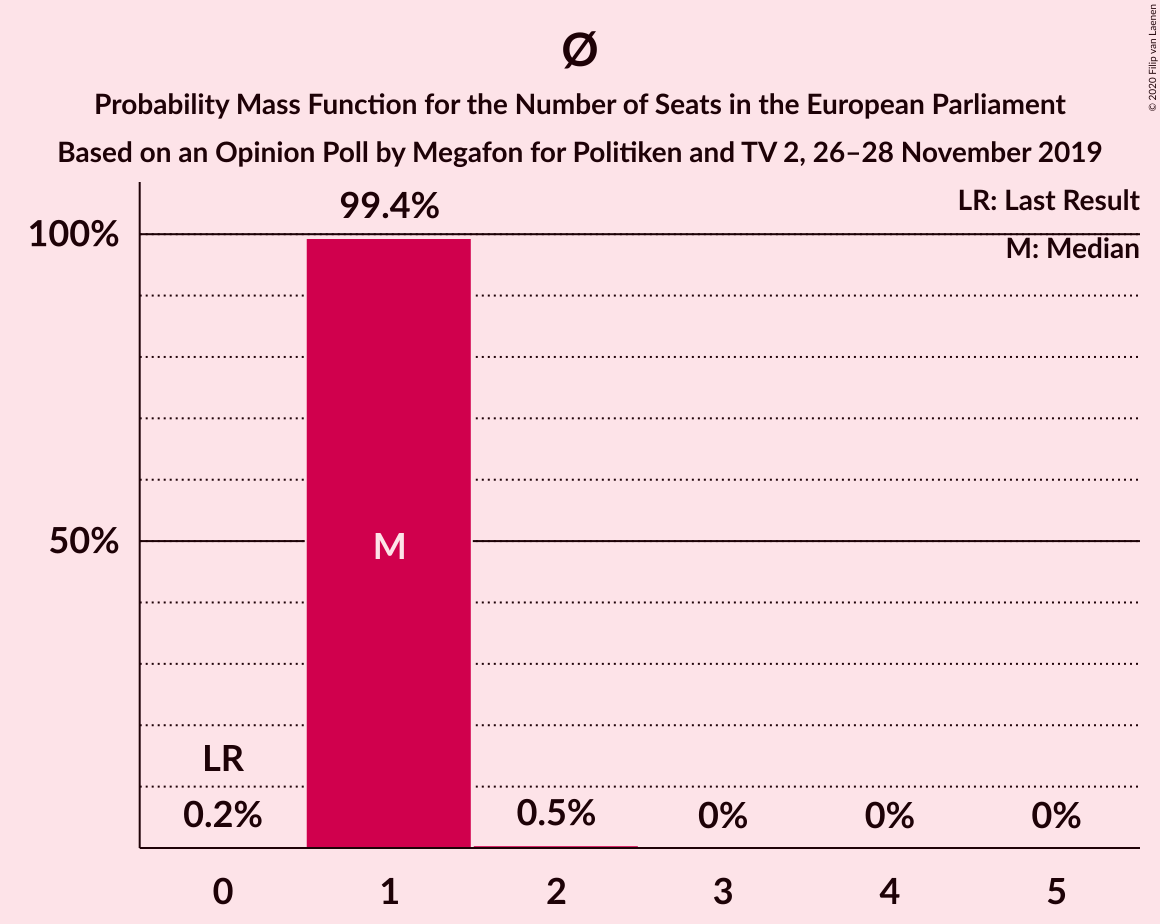 Ø
Probability Mass Function for the Number of Seats in the European Parliament
Based on an Opinion Poll by Megafon for Politiken and TV 2, 26–28 November 2019
© 2020 Filip van Laenen
LR: Last Result
M: Median
100%
50%
99.4%
M
LR
0.2%
0.5%
0%
0%
0%
0
1
2
3
4
5